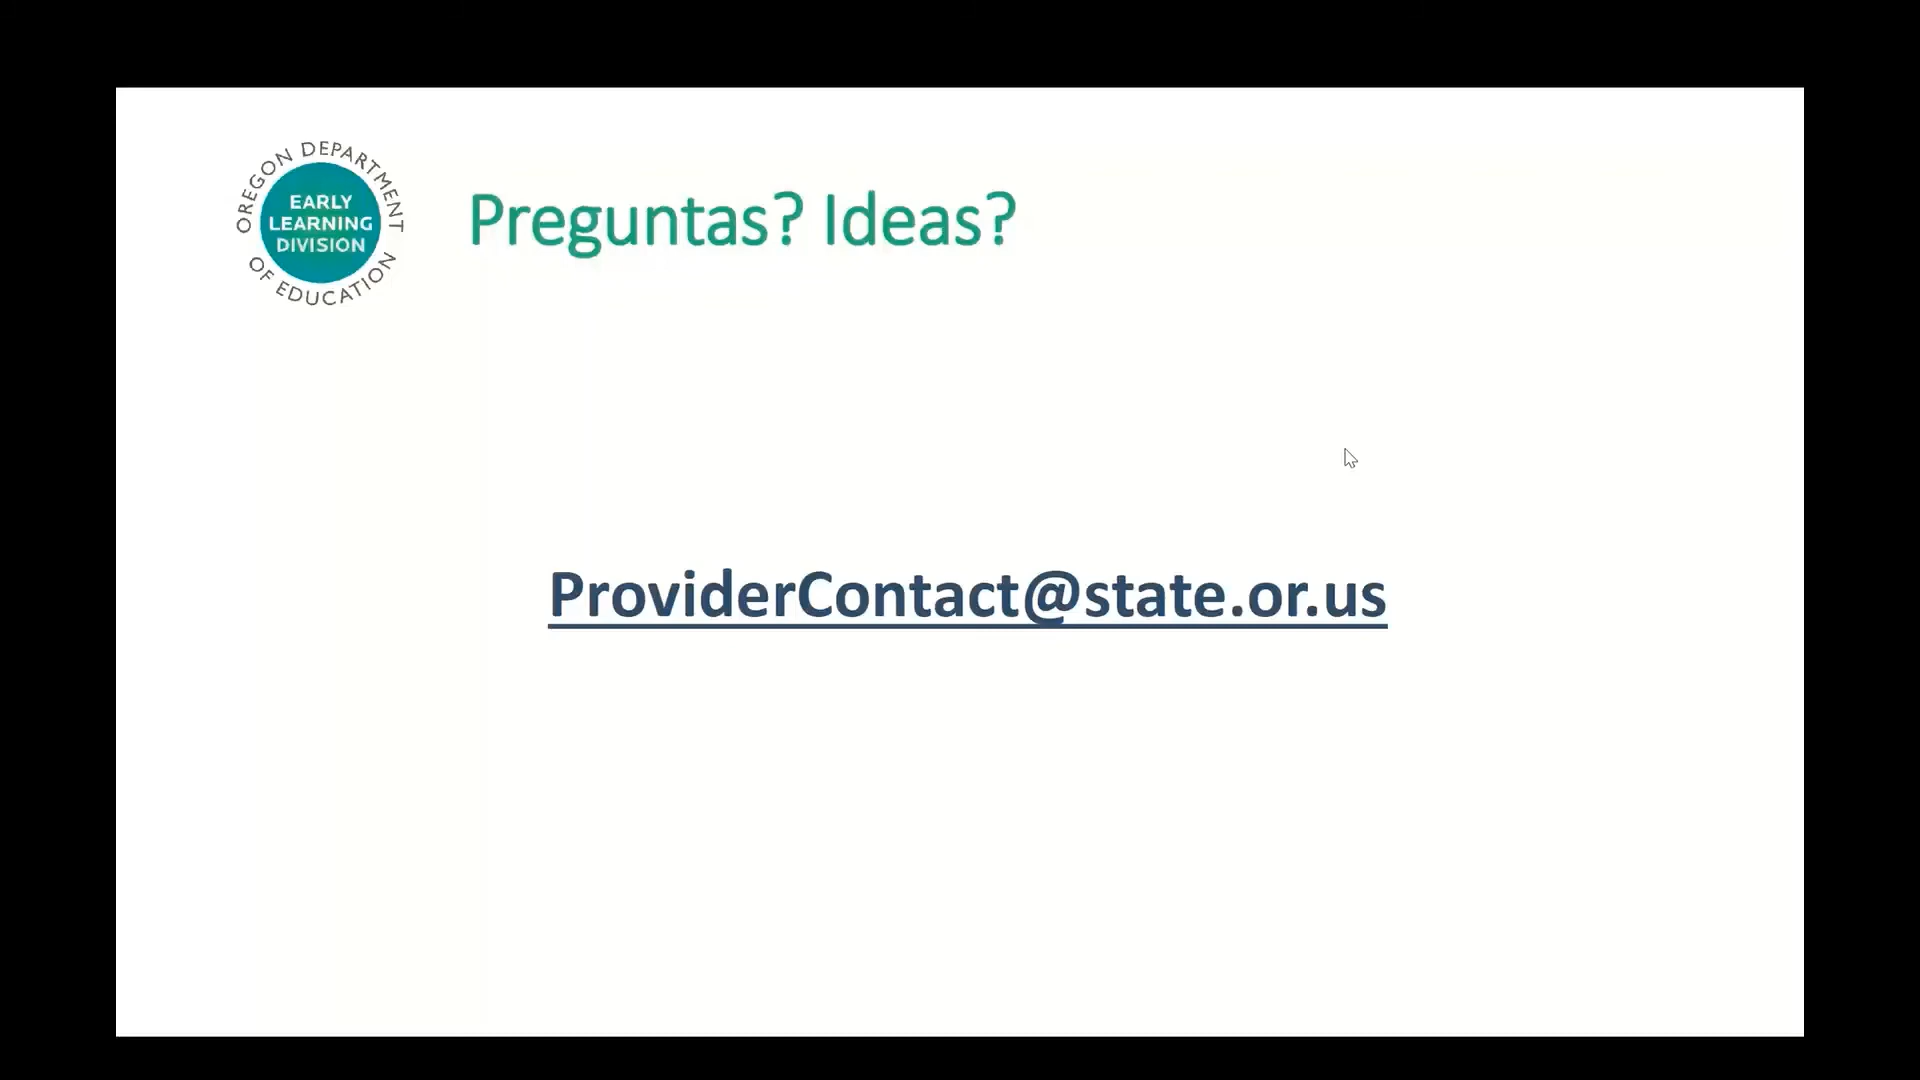 OREGON DEPARTMENT
OF EDUCATION
EARLY
LEARNING
DIVISION
Preguntas? Ideas?
ProviderContact@state.or.us